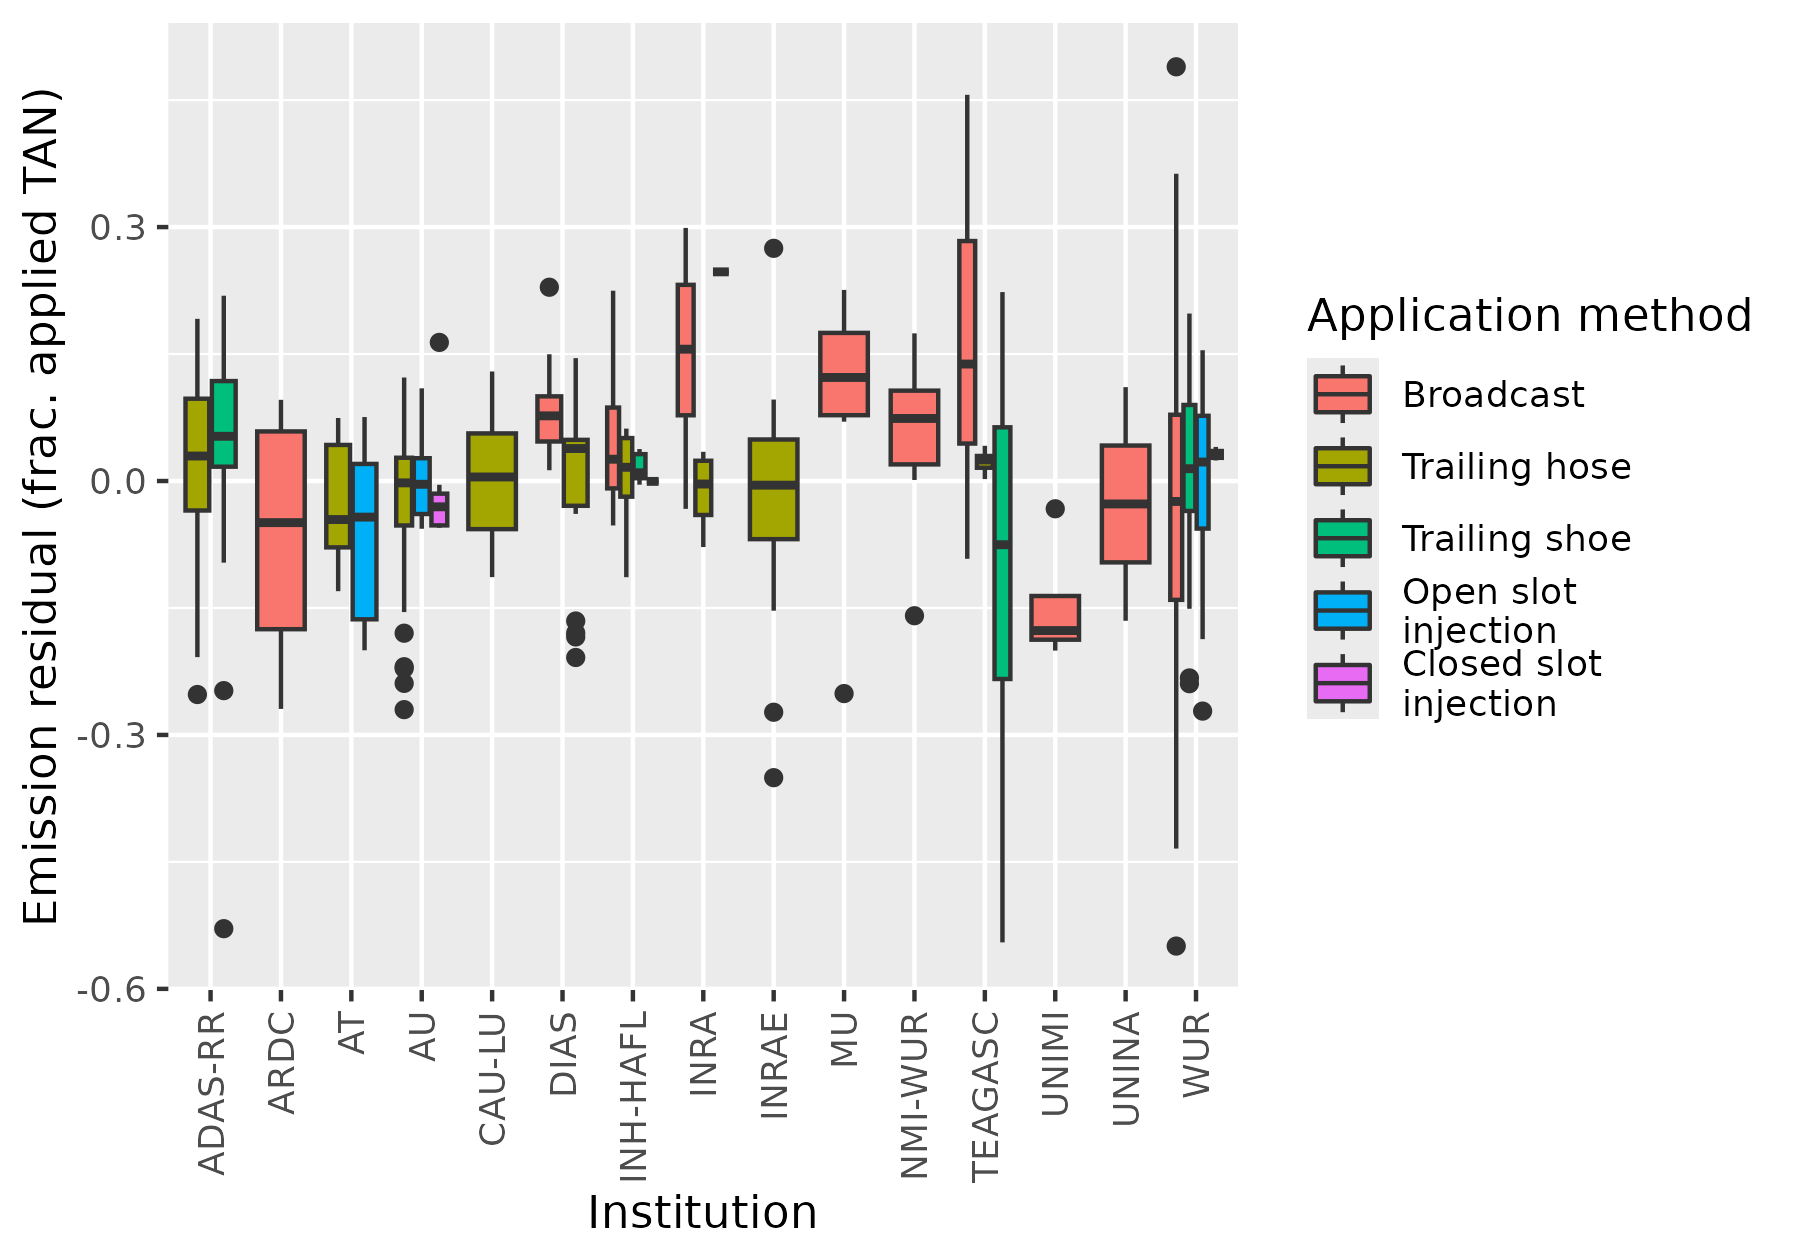 Emission residual (frac. applied TAN)
0.3
0.0
-0.3
-0.6
ADAS-RR
ARDC
AT
AU
CAU-LU
DIAS
INH-HAFL
INRA
INRAE
MU
NMI-WUR
TEAGASC
UNIMI
UNINA
WUR
Institution
Application method
Broadcast
Trailing hose
Trailing shoe
Open slot
injection
Closed slot
injection